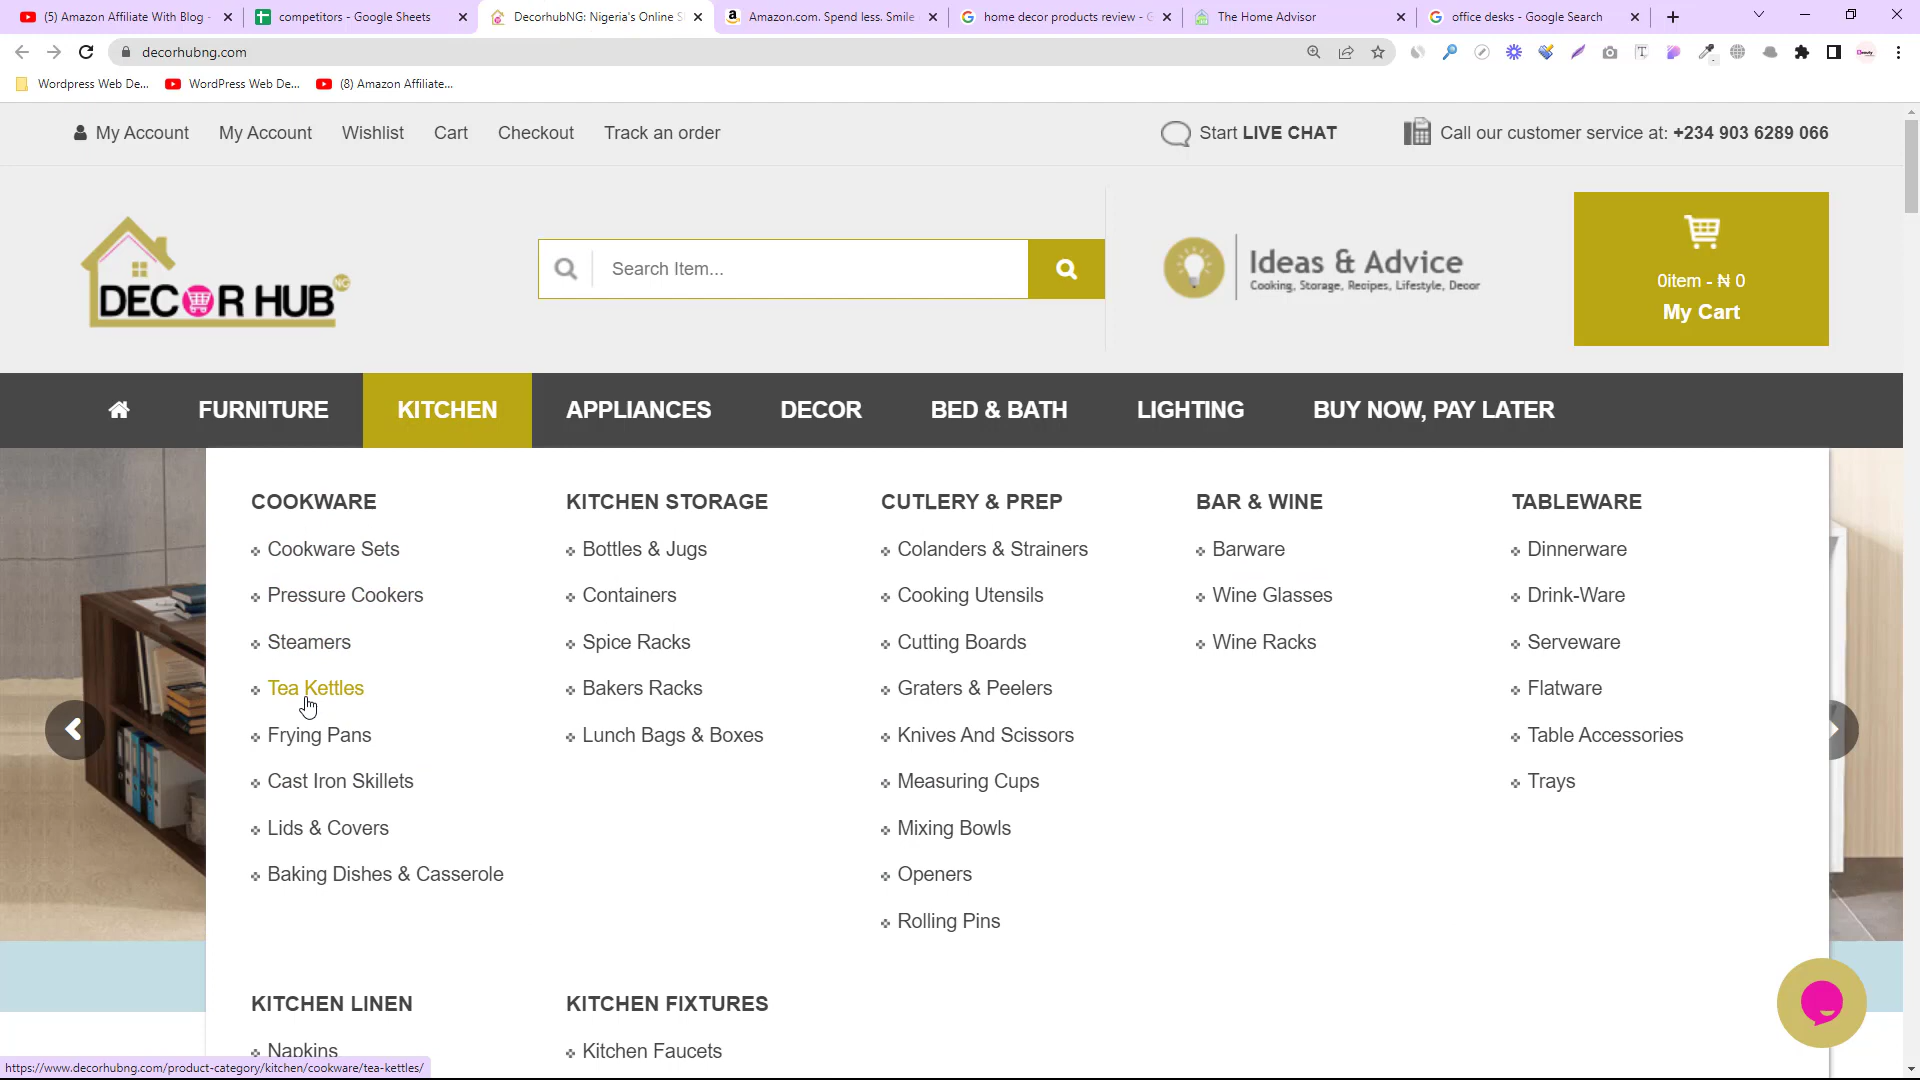 (5) Amazon Affiliate With Blog -
competitors - Google Sheets
DecorhubNG: Nigeria's Online S
Amazon.com. Spend less. Smile
home decor products review - G
The Home Advisor
office desks - Google Search
decorhubng.com
Wordpress Web De...
WordPress Web De...
(8) Amazon Affiliate...
My Account
My Account
Wishlist
Cart
Checkout
Track an order
Start LIVE CHAT
Call our customer service at: +234 903 6289 066
DECOR HUB NG
Search Item...
Ideas & Advice
Cooking, Storage, Recipes, Lifestyle, Decor
0item - ₦ 0
My Cart
FURNITURE
KITCHEN
APPLIANCES
DECOR
BED & BATH
LIGHTING
BUY NOW, PAY LATER
COOKWARE
Cookware Sets
Pressure Cookers
Steamers
Tea Kettles
Frying Pans
Cast Iron Skillets
Lids & Covers
Baking Dishes & Casserole
KITCHEN STORAGE
Bottles & Jugs
Containers
Spice Racks
Bakers Racks
Lunch Bags & Boxes
CUTLERY & PREP
Colanders & Strainers
Cooking Utensils
Cutting Boards
Graters & Peelers
Knives And Scissors
Measuring Cups
Mixing Bowls
Openers
Rolling Pins
BAR & WINE
Barware
Wine Glasses
Wine Racks
TABLEWARE
Dinnerware
Drink-Ware
Serveware
Flatware
Table Accessories
Trays
KITCHEN LINEN
Napkins
KITCHEN FIXTURES
Kitchen Faucets
https://www.decorhubng.com/product-category/kitchen/cookware/tea-kettles/